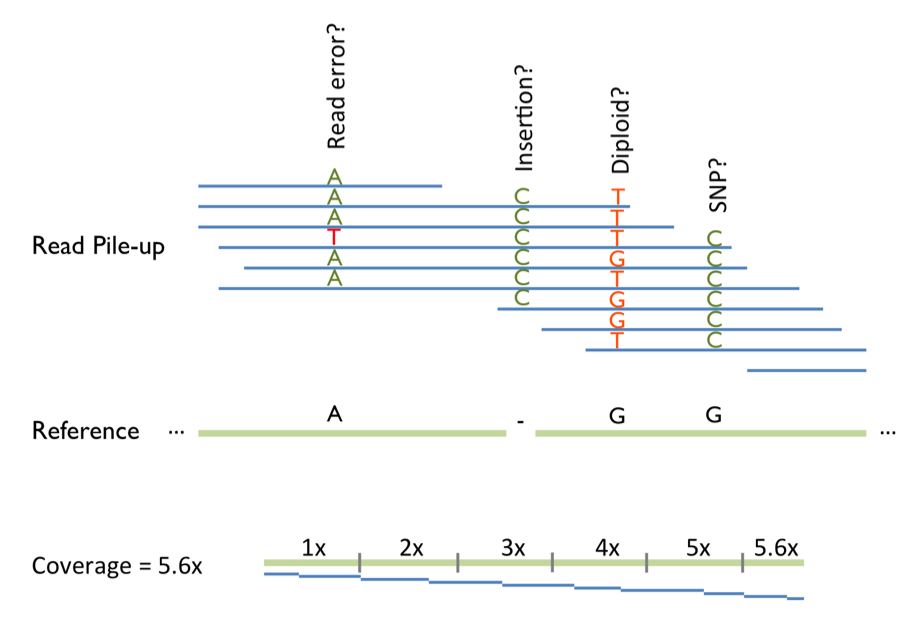 Read error?
Insertion?
Diploid?
SNP?
A
A C T
A C T
T C T C
A C G C
A C T C
C G C
G C
T C
Read Pile-up
A - G G
Reference ... ...
1x 2x 3x 4x 5x 5.6x
Coverage = 5.6x